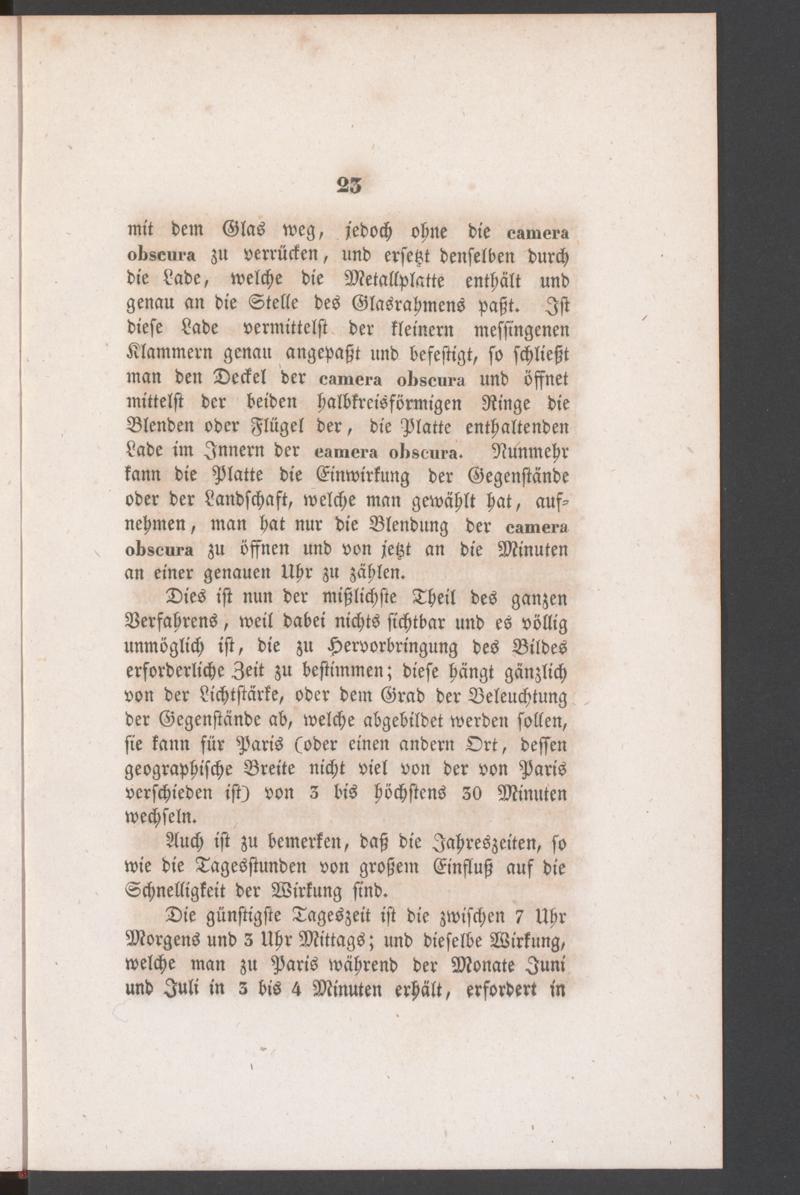 23
mit dem Glas weg, jedoch ohne die camera
obscura zu verrücken, und ersetzt denselben durch
die Lade, welche die Metallplatte enthält und
genau an die Stelle des Glasrahmens paßt. Ist
diese Lade vermittelst der kleinern messingenen
Klammern genau angepaßt und befestigt, so schließt
man den Deckel der camera obscura und öffnet
mittelst der beiden halbkreisförmigen Ringe die
Blenden oder Flügel der, die Platte enthaltenden
Lade im Innern der camera obscura. Nunmehr
kann die Platte die Einwirkung der Gegenstände
oder der Landschaft, welche man gewählt hat, auf-
nehmen, man hat nur die Blendung der camera
obscura zu öffnen und von jetzt an die Minuten
an einer genauen Uhr zu zählen.
Dies ist nun der mißlichste Theil des ganzen
Verfahrens, weil dabei nichts sichtbar und es völlig
unmöglich ist, die zu Hervorbringung des Bildes
erforderliche Zeit zu bestimmen; diese hängt gänzlich
von der Lichtstärke, oder dem Grad der Beleuchtung
der Gegenstände ab, welche abgebildet werden sollen,
sie kann für Paris (oder einen andern Ort, dessen
geographische Breite nicht viel von der von Paris
verschieden ist) von 3 bis höchstens 30 Minuten
wechseln.
Auch ist zu bemerken, daß die Jahreszeiten, so
wie die Tagesstunden von großem Einfluß auf die
Schnelligkeit der Wirkung sind.
Die günstigste Tageszeit ist die zwischen 7 Uhr
Morgens und 3 Uhr Mittags; und dieselbe Wirkung,
welche man zu Paris während der Monate Juni
und Juli in 3 bis 4 Minuten erhält, erfordert in